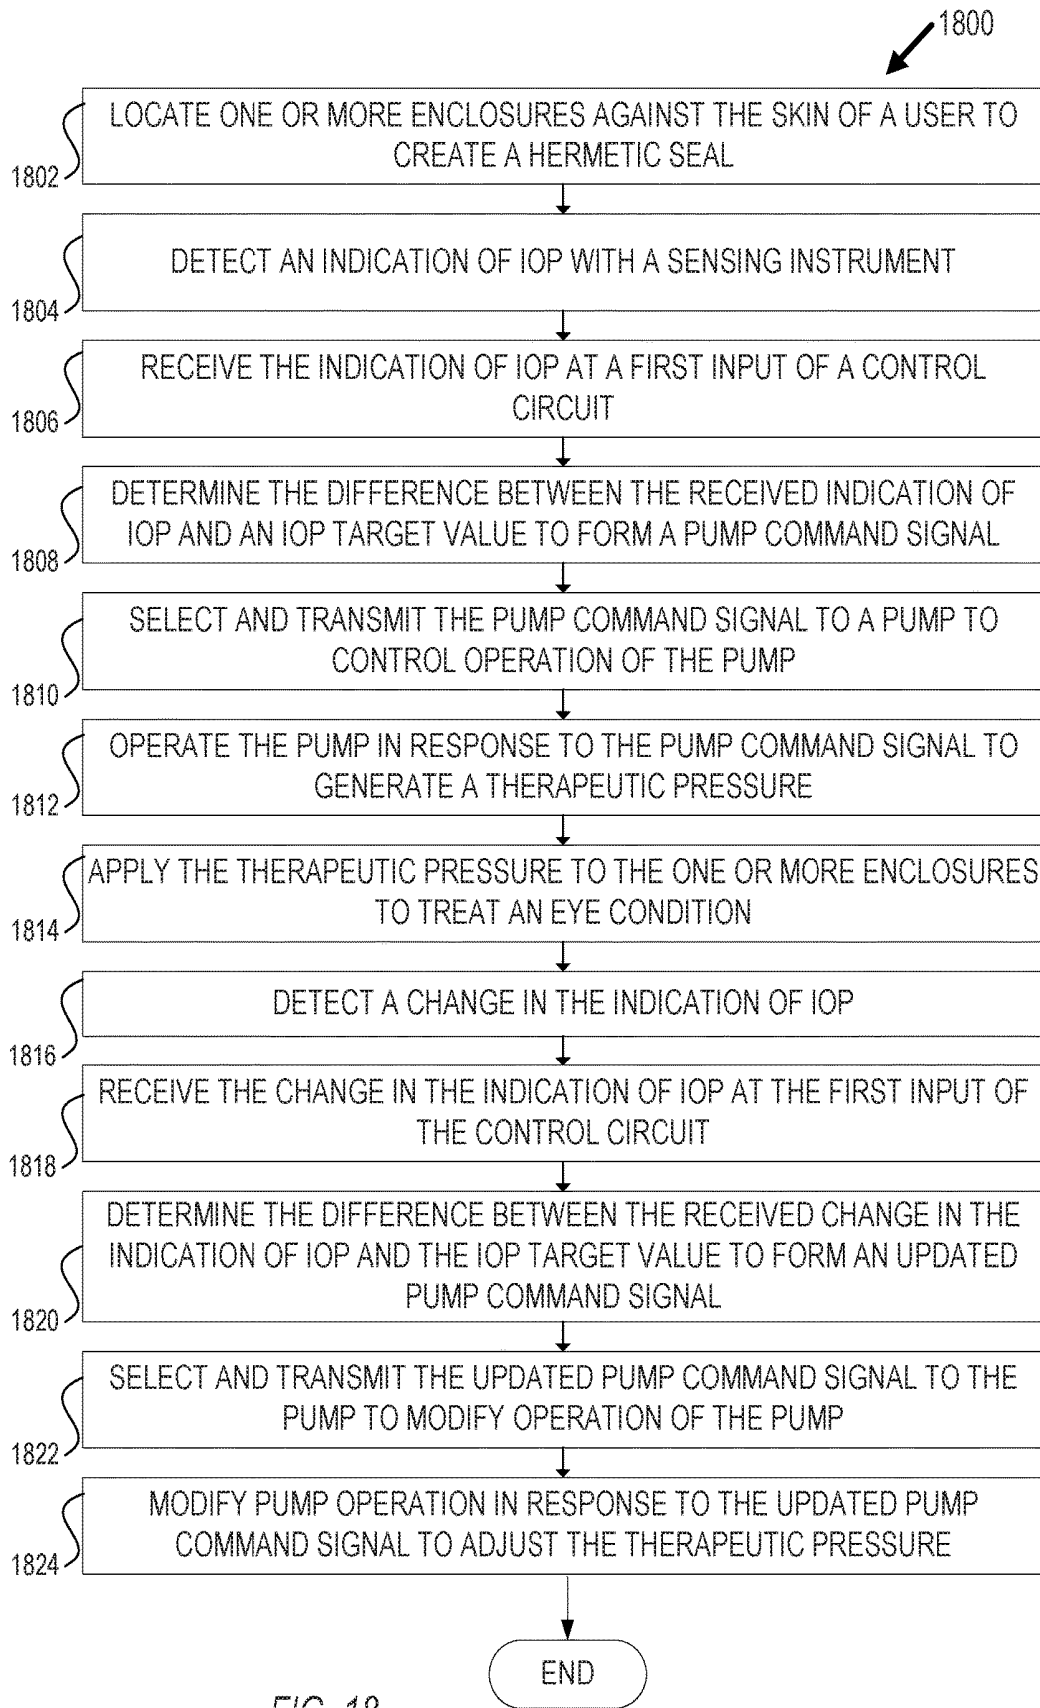 1800
LOCATE ONE OR MORE ENCLOSURES AGAINST THE SKIN OF A USER TO
CREATE A HERMETIC SEAL
1802
DETECT AN INDICATION OF IOP WITH A SENSING INSTRUMENT
1804
RECEIVE THE INDICATION OF IOP AT A FIRST INPUT OF A CONTROL
CIRCUIT
1806
DETERMINE THE DIFFERENCE BETWEEN THE RECEIVED INDICATION OF
IOP AND AN IOP TARGET VALUE TO FORM A PUMP COMMAND SIGNAL
1808
SELECT AND TRANSMIT THE PUMP COMMAND SIGNAL TO A PUMP TO
CONTROL OPERATION OF THE PUMP
1810
OPERATE THE PUMP IN RESPONSE TO THE PUMP COMMAND SIGNAL TO
GENERATE A THERAPEUTIC PRESSURE
1812
APPLY THE THERAPEUTIC PRESSURE TO THE ONE OR MORE ENCLOSURES
TO TREAT AN EYE CONDITION
1814
DETECT A CHANGE IN THE INDICATION OF IOP
1816
RECEIVE THE CHANGE IN THE INDICATION OF IOP AT THE FIRST INPUT OF
THE CONTROL CIRCUIT
1818
DETERMINE THE DIFFERENCE BETWEEN THE RECEIVED CHANGE IN THE
INDICATION OF IOP AND THE IOP TARGET VALUE TO FORM AN UPDATED
PUMP COMMAND SIGNAL
1820
SELECT AND TRANSMIT THE UPDATED PUMP COMMAND SIGNAL TO THE
PUMP TO MODIFY OPERATION OF THE PUMP
1822
MODIFY PUMP OPERATION IN RESPONSE TO THE UPDATED PUMP
COMMAND SIGNAL TO ADJUST THE THERAPEUTIC PRESSURE
1824
END
FIG. 18